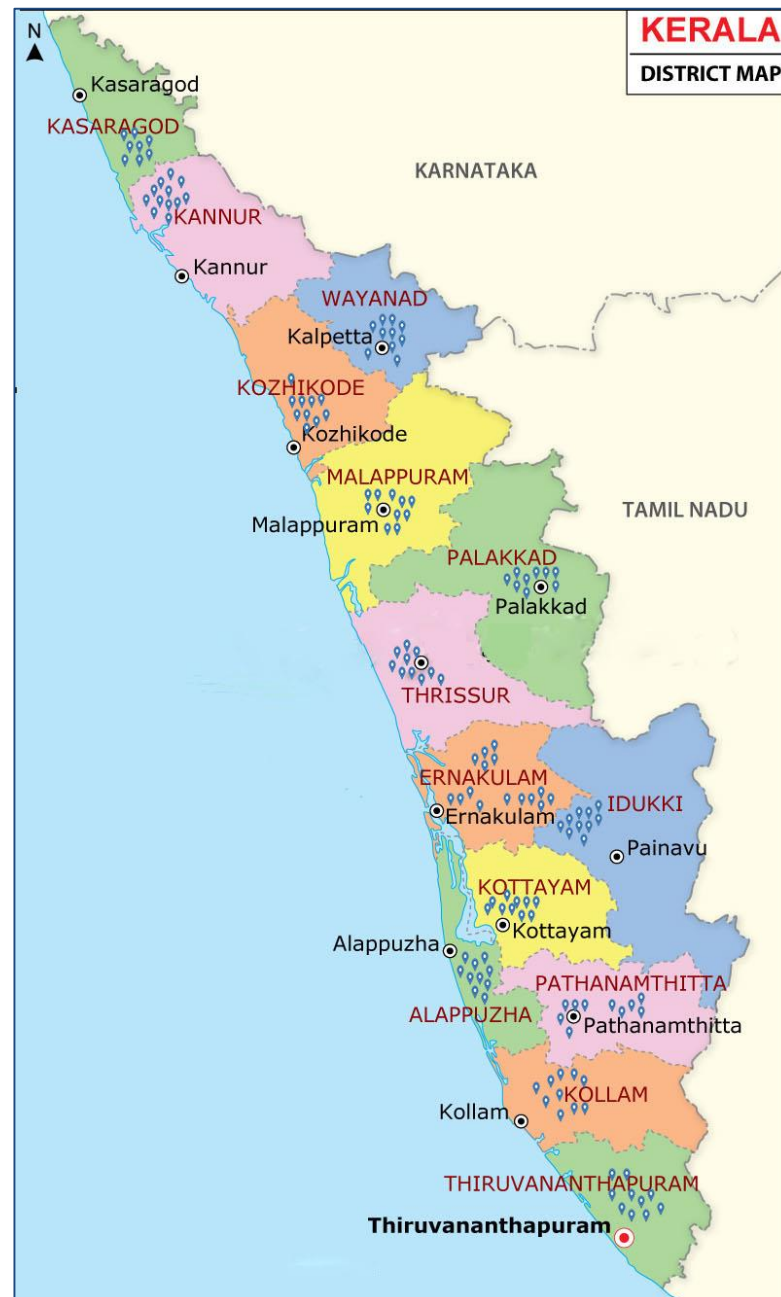 KERALA
DISTRICT MAP
N
Kasaragod
KASARAGOD
KARNATAKA
KANNUR
Kannur
WAYANAD
Kalpetta
KOZHIKODE
Kozhikode
MALAPPURAM
Malappuram
TAMIL NADU
PALAKKAD
Palakkad
THRISSUR
ERNAKULAM
IDUKKI
Ernakulam
Painavu
KOTTAYAM
Kottayam
Alappuzha
PATHANAMTHITTA
ALAPPUZHA
Pathanamthitta
KOLLAM
Kollam
THIRUVANANTHAPURAM
Thiruvananthapuram